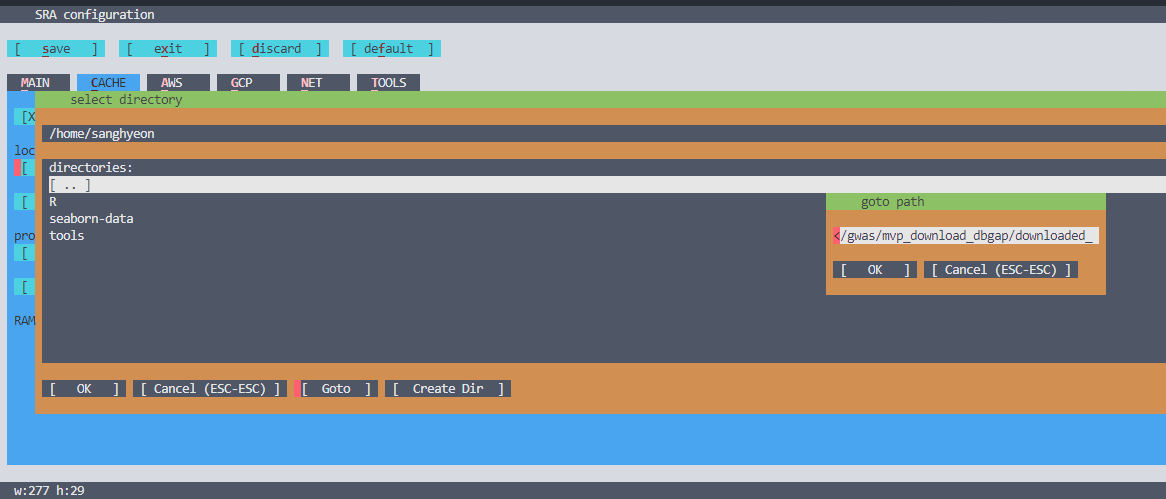 SRA configuration
[ save ] [ exit ] [ discard ] [ default ]
MAIN CACHE AWS GCP NET TOOLS
select directory
[X
/home/sanghyeon
loc
directories:
[
[ .. ]
[
R
goto path
seaborn-data
pro
tools
</gwas/mvp_download_dbgap/downloaded_
[
[ OK ] [ Cancel (ESC-ESC) ]
[
RAM
[ OK ] [ Cancel (ESC-ESC) ] [ Goto ] [ Create Dir ]
w:277 h:29